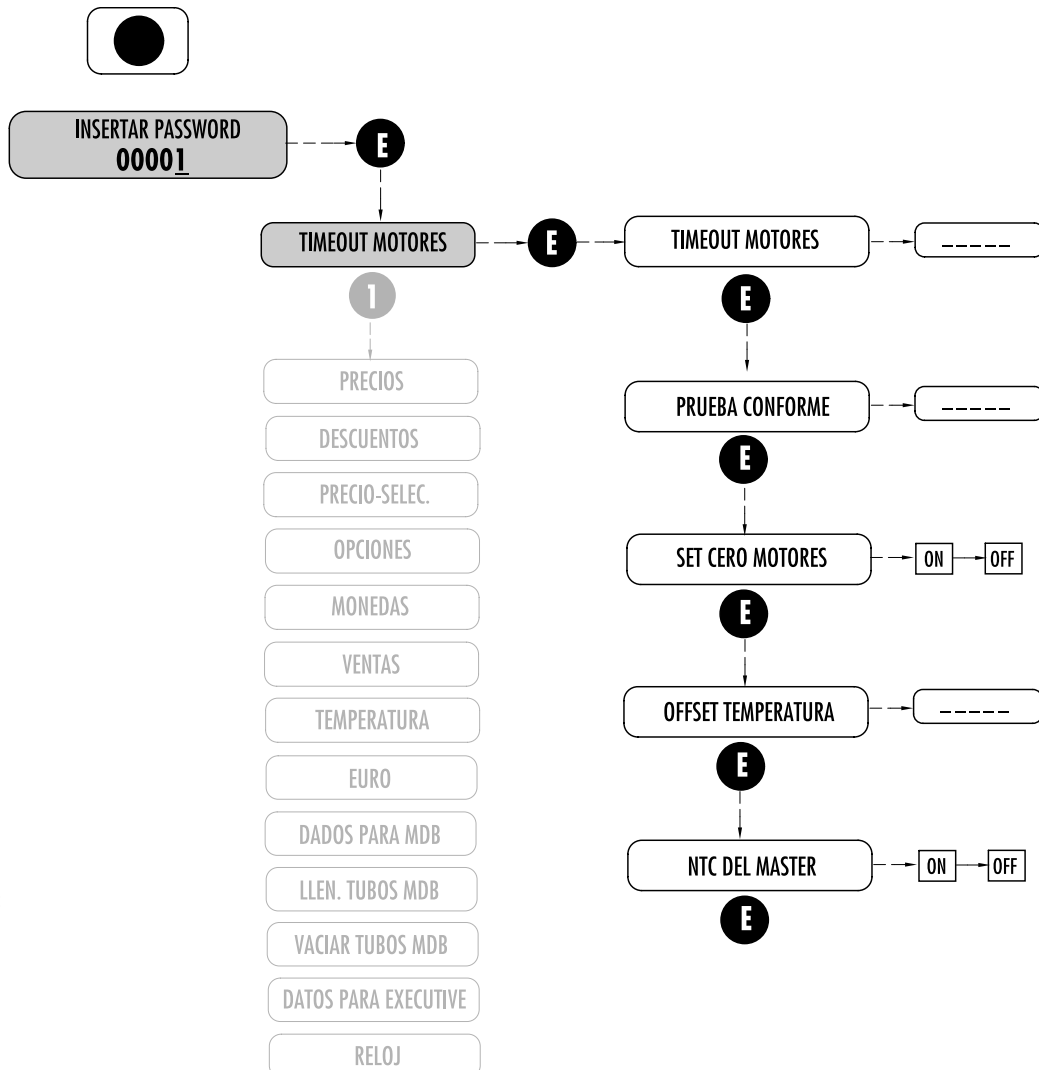 INSERTAR PASSWORD
00001
E
TIMEOUT MOTORES
E
TIMEOUT MOTORES
_ _ _ _ _
1
E
PRECIOS
PRUEBA CONFORME
_ _ _ _ _
DESCUENTOS
E
PRECIO-SELEC.
OPCIONES
SET CERO MOTORES
ON
OFF
MONEDAS
E
VENTAS
TEMPERATURA
OFFSET TEMPERATURA
_ _ _ _ _
EURO
E
DADOS PARA MDB
LLEN. TUBOS MDB
NTC DEL MASTER
ON
OFF
VACIAR TUBOS MDB
E
DATOS PARA EXECUTIVE
RELOJ